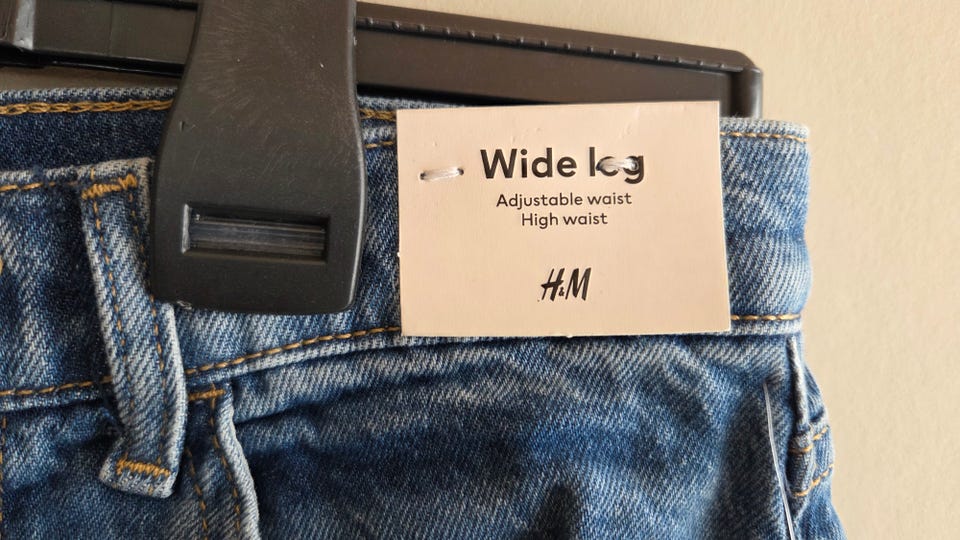 Wide leg
Adjustable waist
High waist
H&M